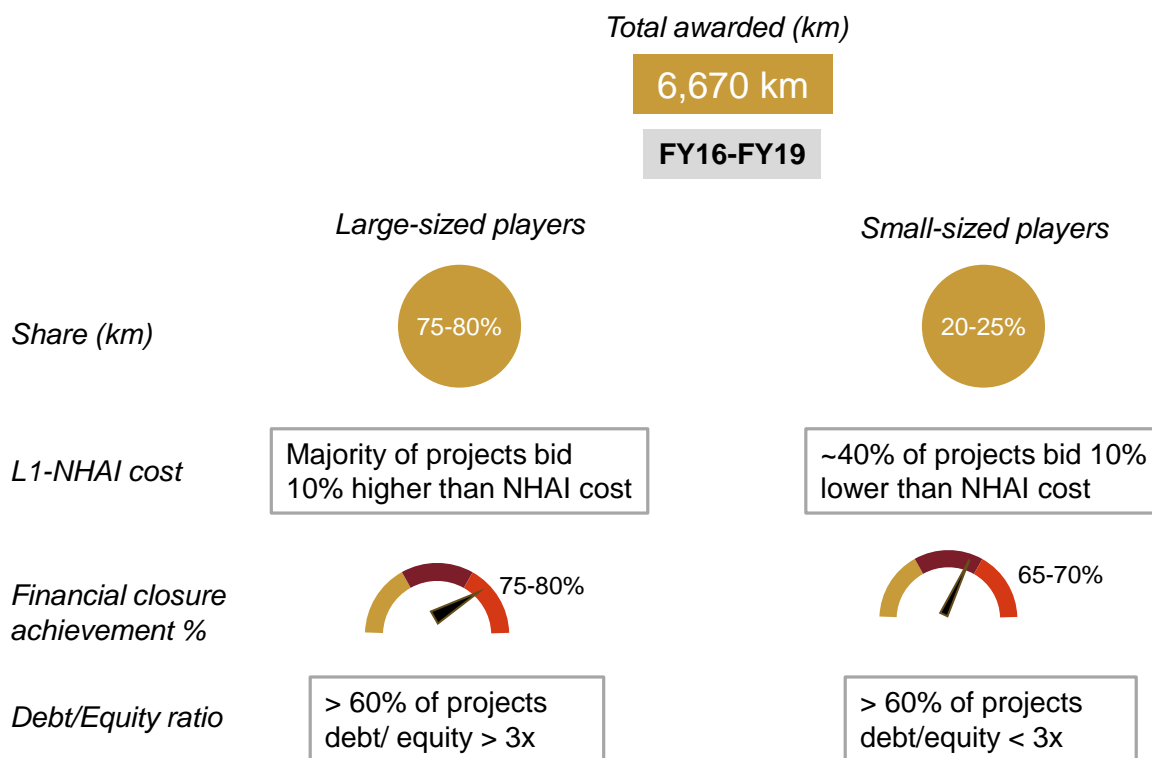 Total awarded (km)
6,670 km
FY16-FY19
Large-sized players
Small-sized players
Share (km)
75-80%
20-25%
L1-NHAI cost
Majority of projects bid
10% higher than NHAI cost
~40% of projects bid 10%
lower than NHAI cost
Financial closure
achievement %
75-80%
65-70%
Debt/Equity ratio
> 60% of projects
debt/ equity > 3x
> 60% of projects
debt/equity < 3x